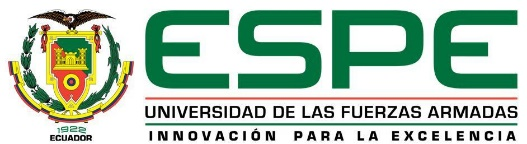 ESPE
UNIVERSIDAD DE LAS FUERZAS ARMADAS
INNOVACIÓN PARA LA EXCELENCIA
1922
ECUADOR